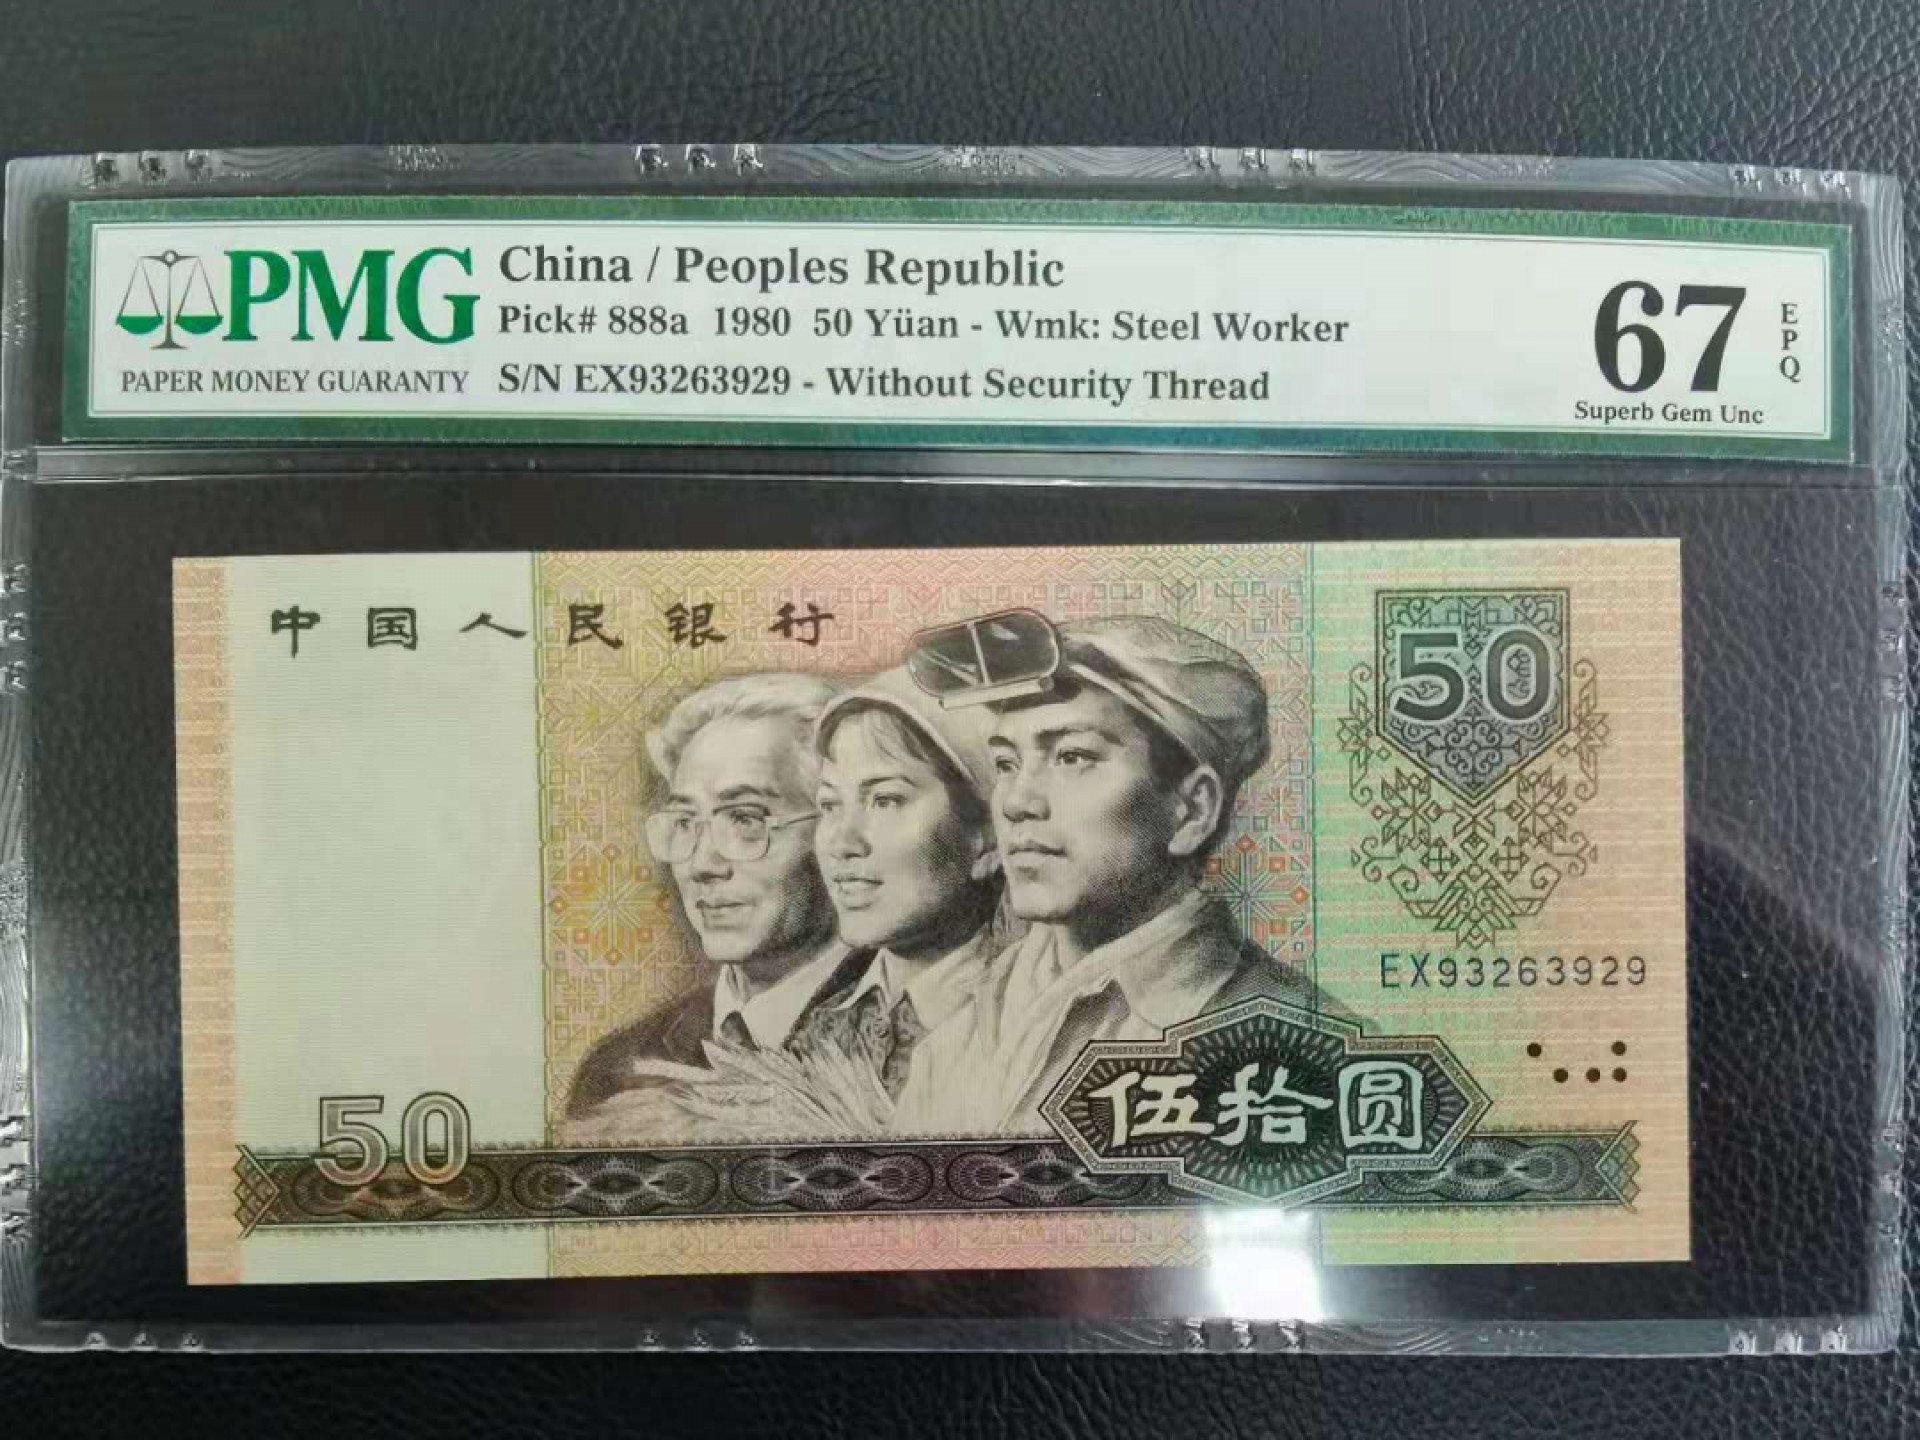 PMG
PAPER MONEY GUARANTY
China / Peoples Republic
Pick# 888a 1980 50 Yüan - Wmk: Steel Worker
S/N EX93263929 - Without Security Thread
67
EPQ
Superb Gem Unc
中国人民银行
50
EX93263929
伍拾圆
50